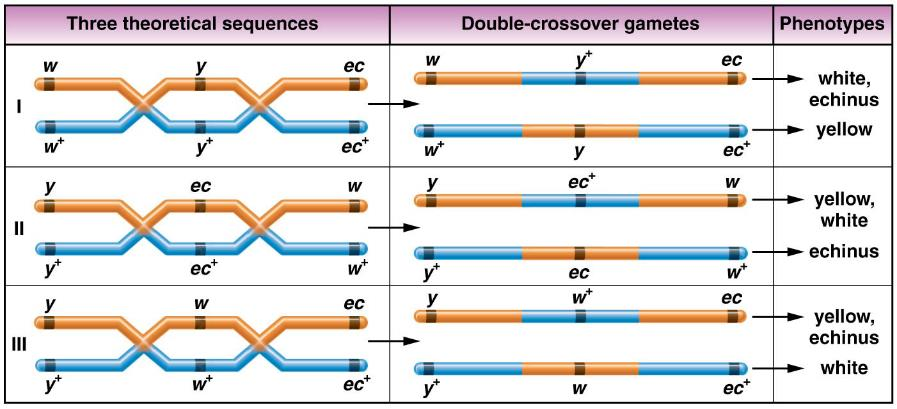 Three theoretical sequences Double-crossover gametes Phenotypes
I
w y ec
w+ y+ ec+
w y+ ec
w+ y ec+
white,
echinus
yellow
II
y ec w
y+ ec+ w+
y ec+ w
y+ ec w+
yellow,
white
echinus
III
y w ec
y+ w+ ec+
y w+ ec
y+ w ec+
yellow,
echinus
white